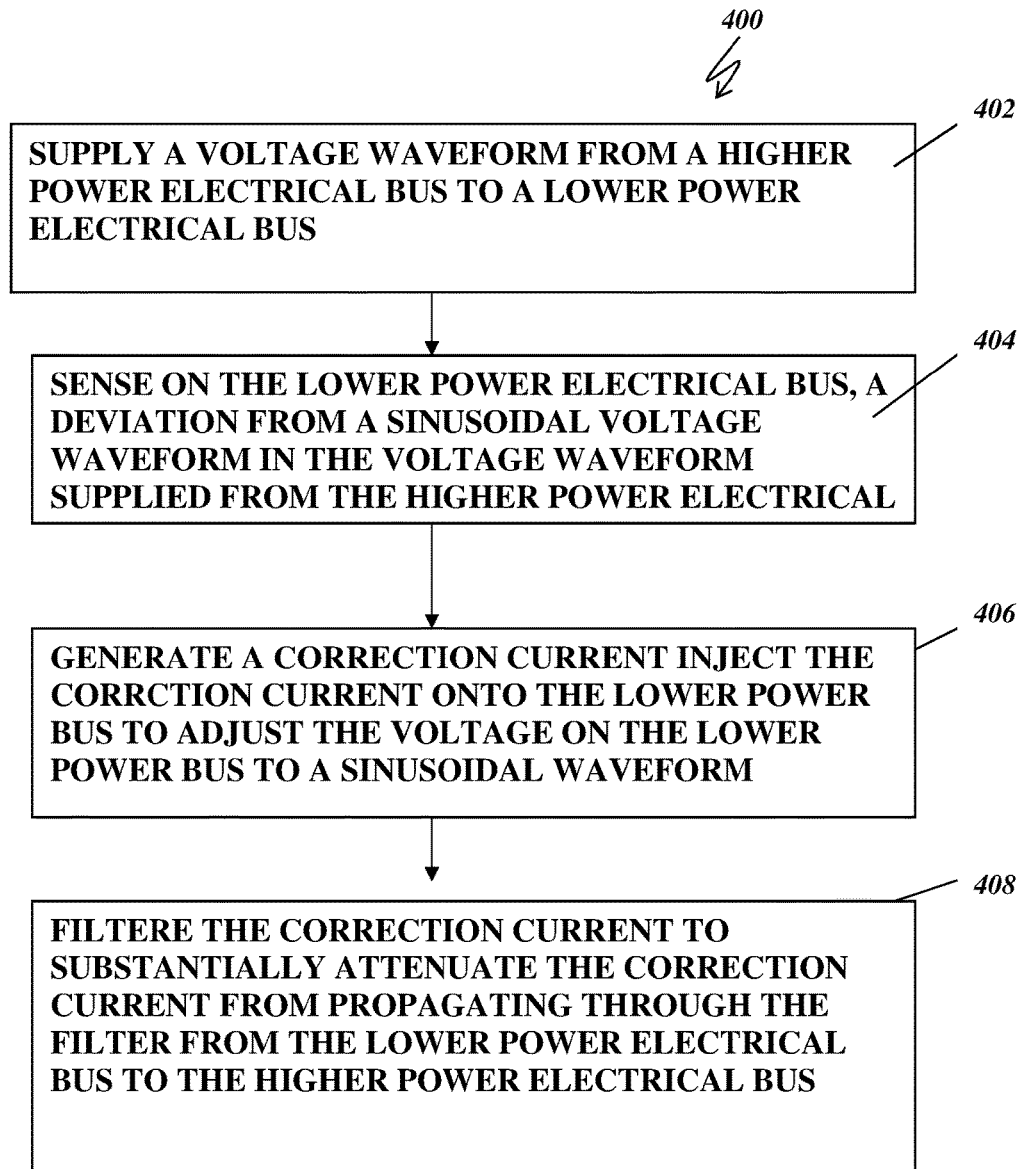 400
402
SUPPLY A VOLTAGE WAVEFORM FROM A HIGHER
POWER ELECTRICAL BUS TO A LOWER POWER
ELECTRICAL BUS
404
SENSE ON THE LOWER POWER ELECTRICAL BUS, A
DEVIATION FROM A SINUSOIDAL VOLTAGE
WAVEFORM IN THE VOLTAGE WAVEFORM
SUPPLIED FROM THE HIGHER POWER ELECTRICAL
406
GENERATE A CORRECTION CURRENT INJECT THE
CORRCTION CURRENT ONTO THE LOWER POWER
BUS TO ADJUST THE VOLTAGE ON THE LOWER
POWER BUS TO A SINUSOIDAL WAVEFORM
408
FILTERE THE CORRECTION CURRENT TO
SUBSTANTIALLY ATTENUATE THE CORRECTION
CURRENT FROM PROPAGATING THROUGH THE
FILTER FROM THE LOWER POWER ELECTRICAL
BUS TO THE HIGHER POWER ELECTRICAL BUS